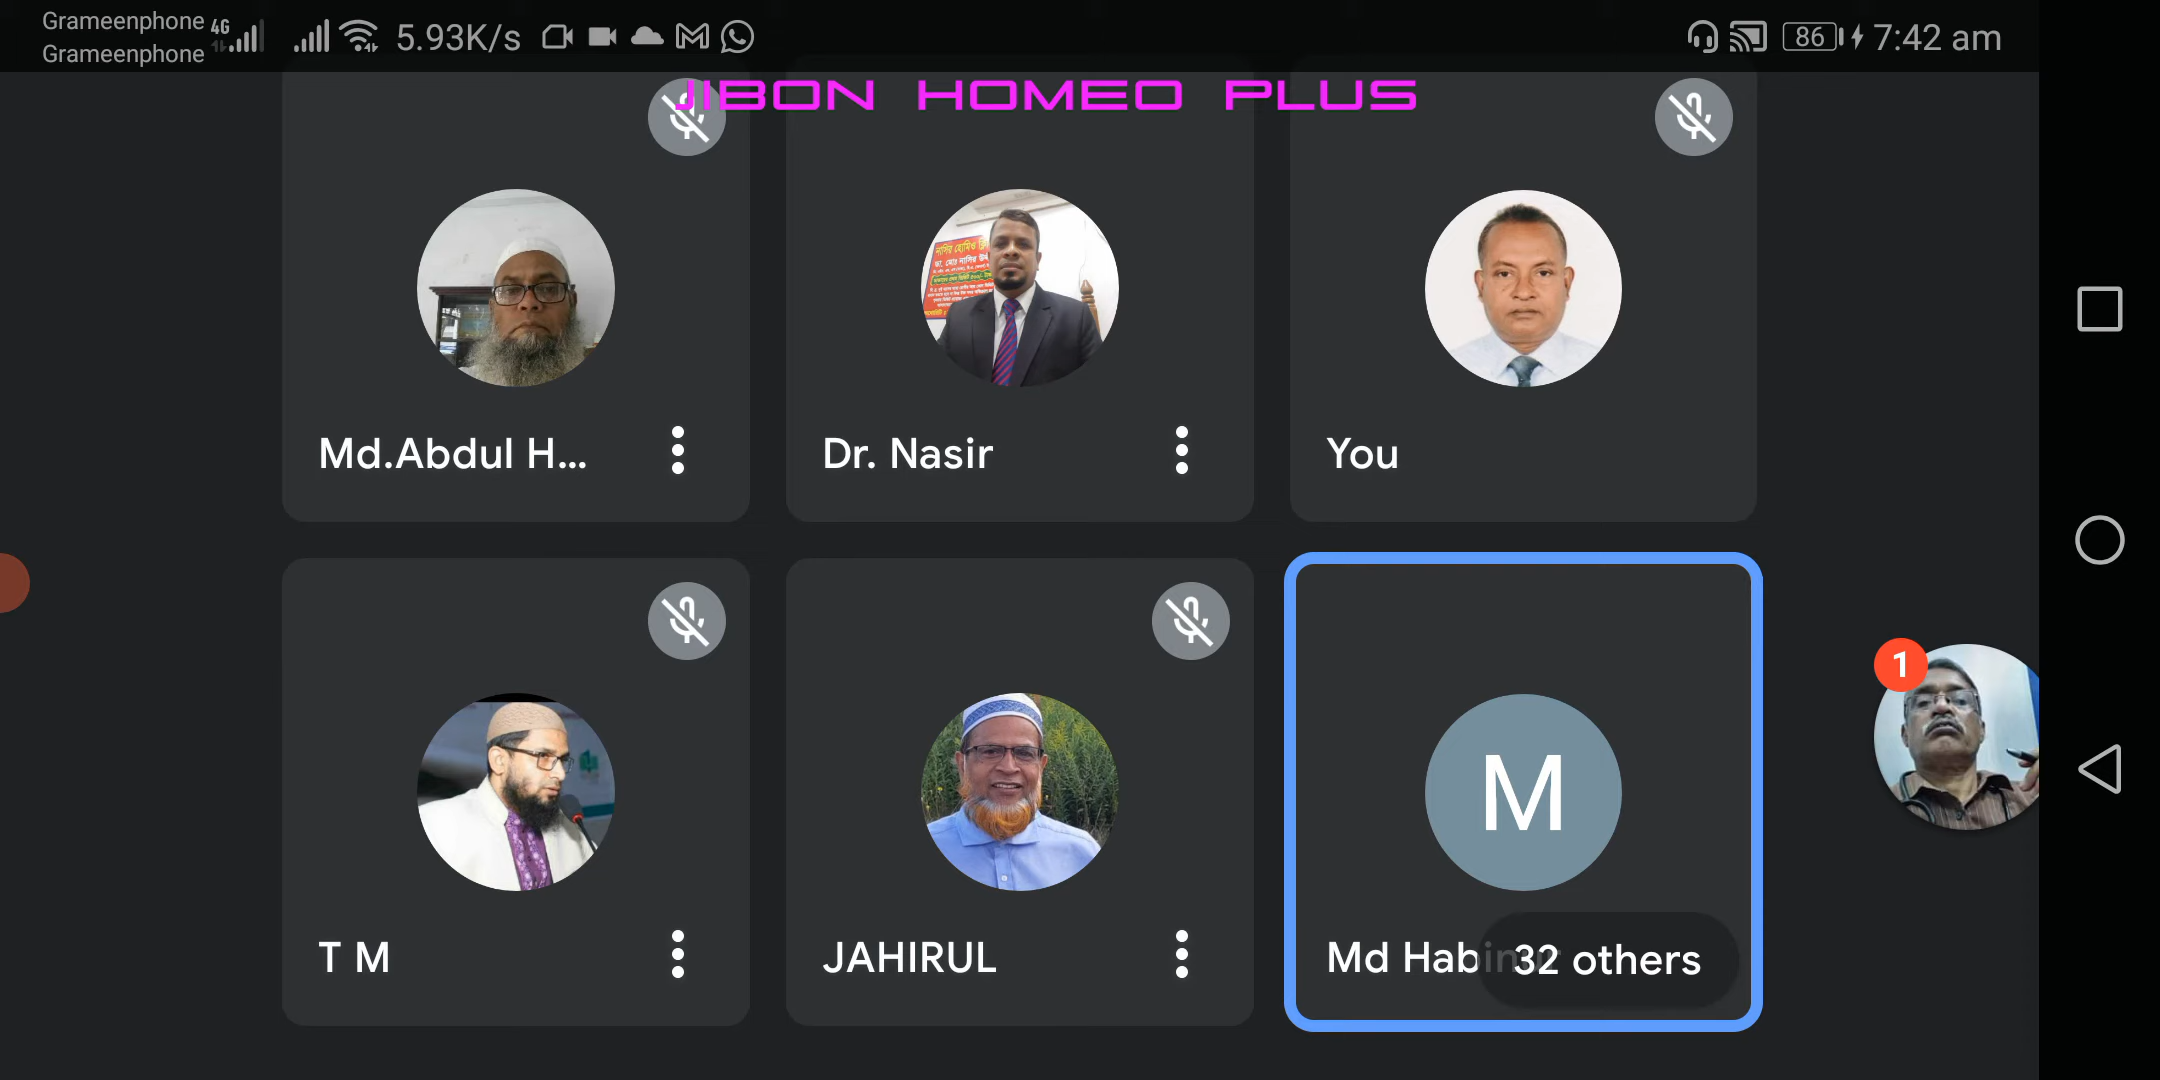 Grameenphone 4G 5.93K/s 86 7:42 am
Grameenphone
JIBON HOMEO PLUS
নাসির হোমিও
Md.Abdul H...
Dr. Nasir
You
T M
JAHIRUL
M
Md Habin
32 others
1